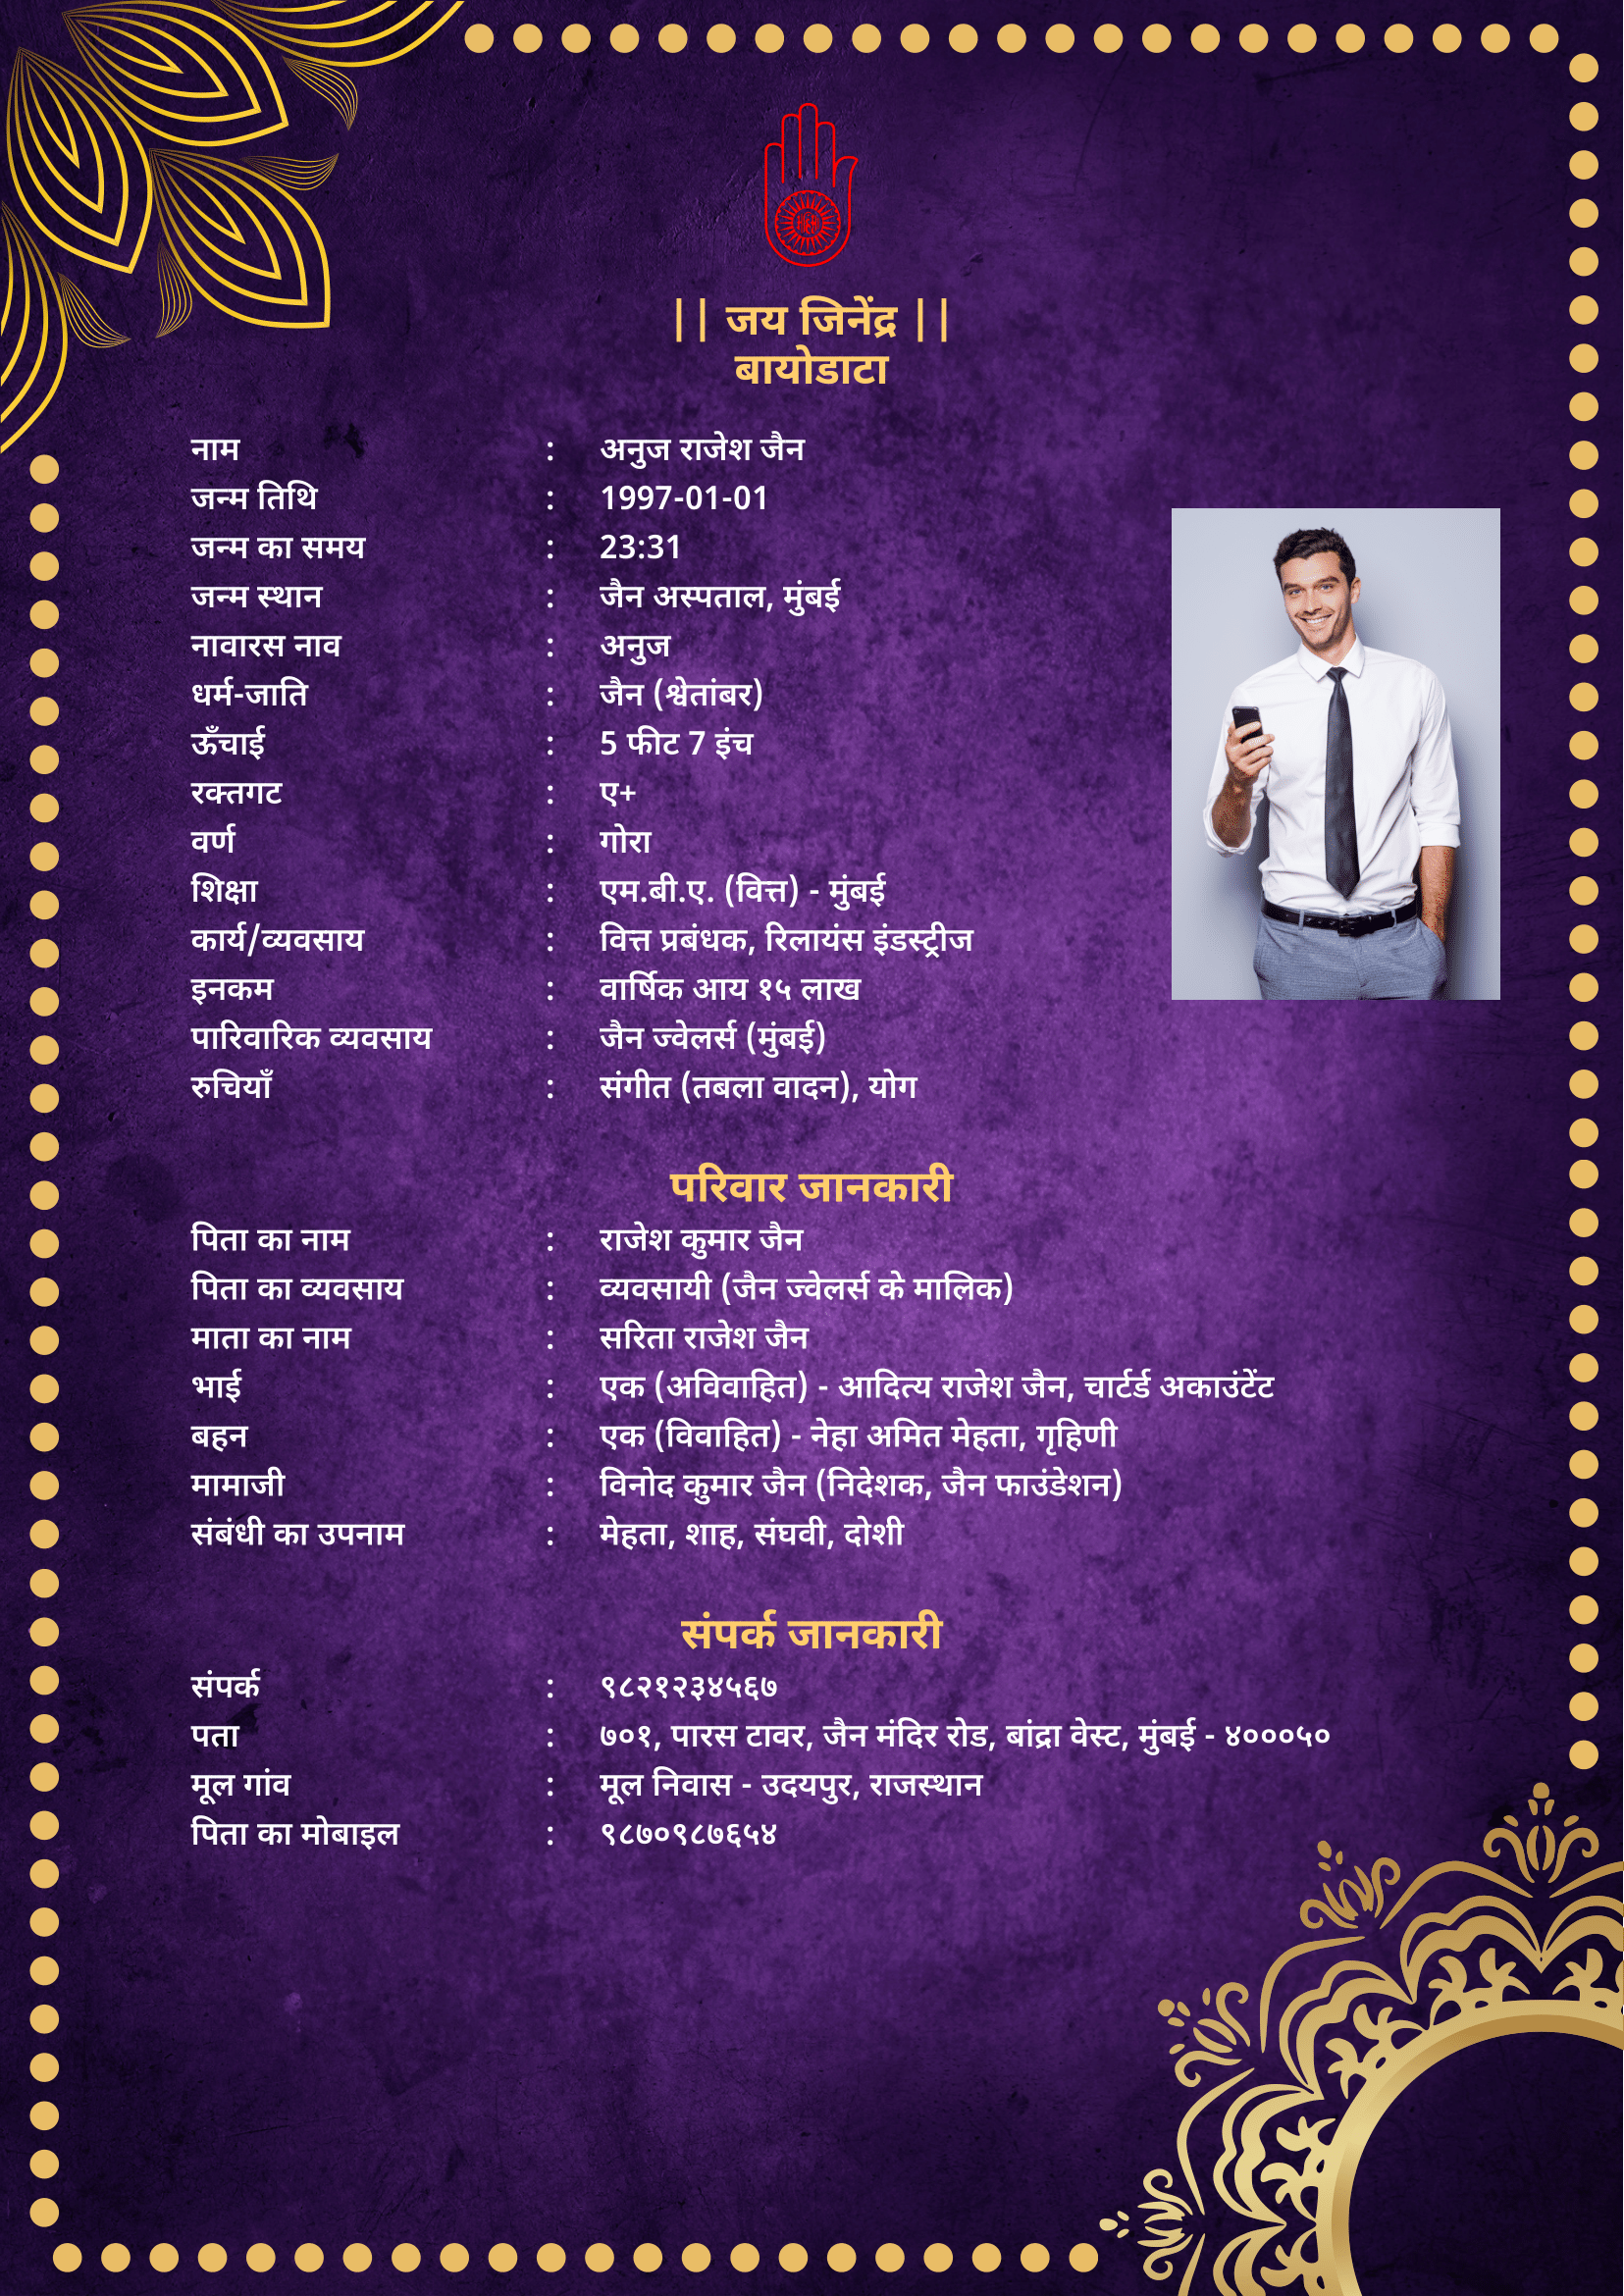 || जय जिनेंद्र ||
बायोडाटा
नाम : अनुज राजेश जैन
जन्म तिथि : 1997-01-01
जन्म का समय : 23:31
जन्म स्थान : जैन अस्पताल, मुंबई
नावारस नाव : अनुज
धर्म-जाति : जैन (श्वेतांबर)
ऊँचाई : 5 फीट 7 इंच
रक्तगट : ए+
वर्ण : गोरा
शिक्षा : एम.बी.ए. (वित्त) - मुंबई
कार्य/व्यवसाय : वित्त प्रबंधक, रिलायंस इंडस्ट्रीज
इनकम : वार्षिक आय १५ लाख
पारिवारिक व्यवसाय : जैन ज्वेलर्स (मुंबई)
रुचियाँ : संगीत (तबला वादन), योग
परिवार जानकारी
पिता का नाम : राजेश कुमार जैन
पिता का व्यवसाय : व्यवसायी (जैन ज्वेलर्स के मालिक)
माता का नाम : सरिता राजेश जैन
भाई : एक (अविवाहित) - आदित्य राजेश जैन, चार्टर्ड अकाउंटेंट
बहन : एक (विवाहित) - नेहा अमित मेहता, गृहिणी
मामाजी : विनोद कुमार जैन (निदेशक, जैन फाउंडेशन)
संबंधी का उपनाम : मेहता, शाह, संघवी, दोशी
संपर्क जानकारी
संपर्क : ९८२१२३४५६७
पता : ७०१, पारस टावर, जैन मंदिर रोड, बांद्रा वेस्ट, मुंबई - ४०००५०
मूल गांव : मूल निवास - उदयपुर, राजस्थान
पिता का मोबाइल : ९८७०९८७६५४